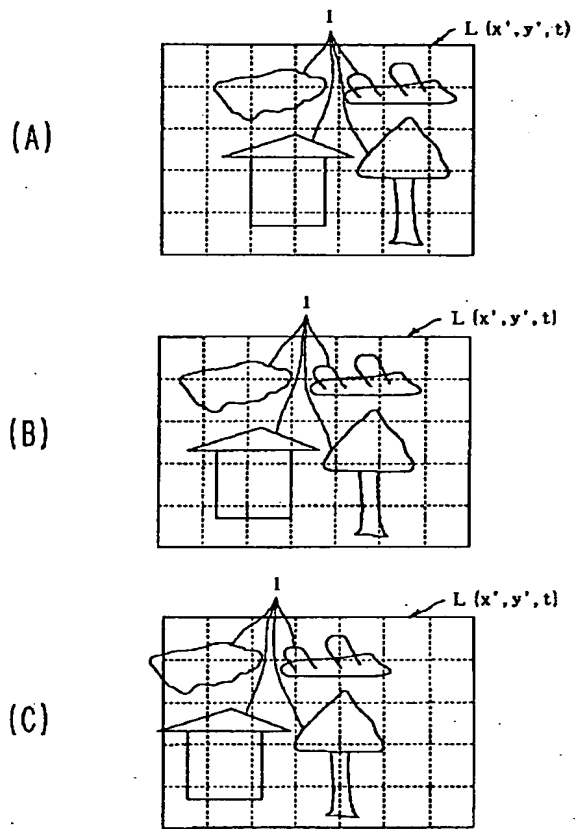 1
L (x', y', t)
(A)
1
L (x', y', t)
(B)
1
L (x', y', t)
(C)